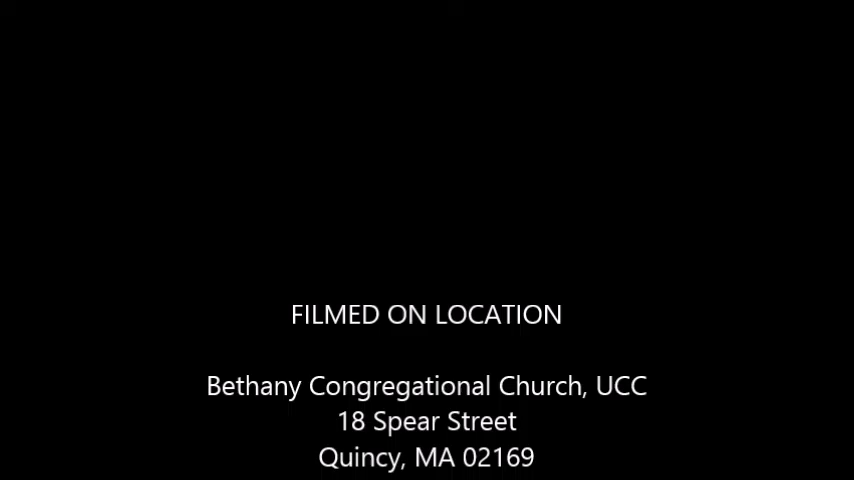 FILMED ON LOCATION
Bethany Congregational Church, UCC
18 Spear Street
Quincy, MA 02169